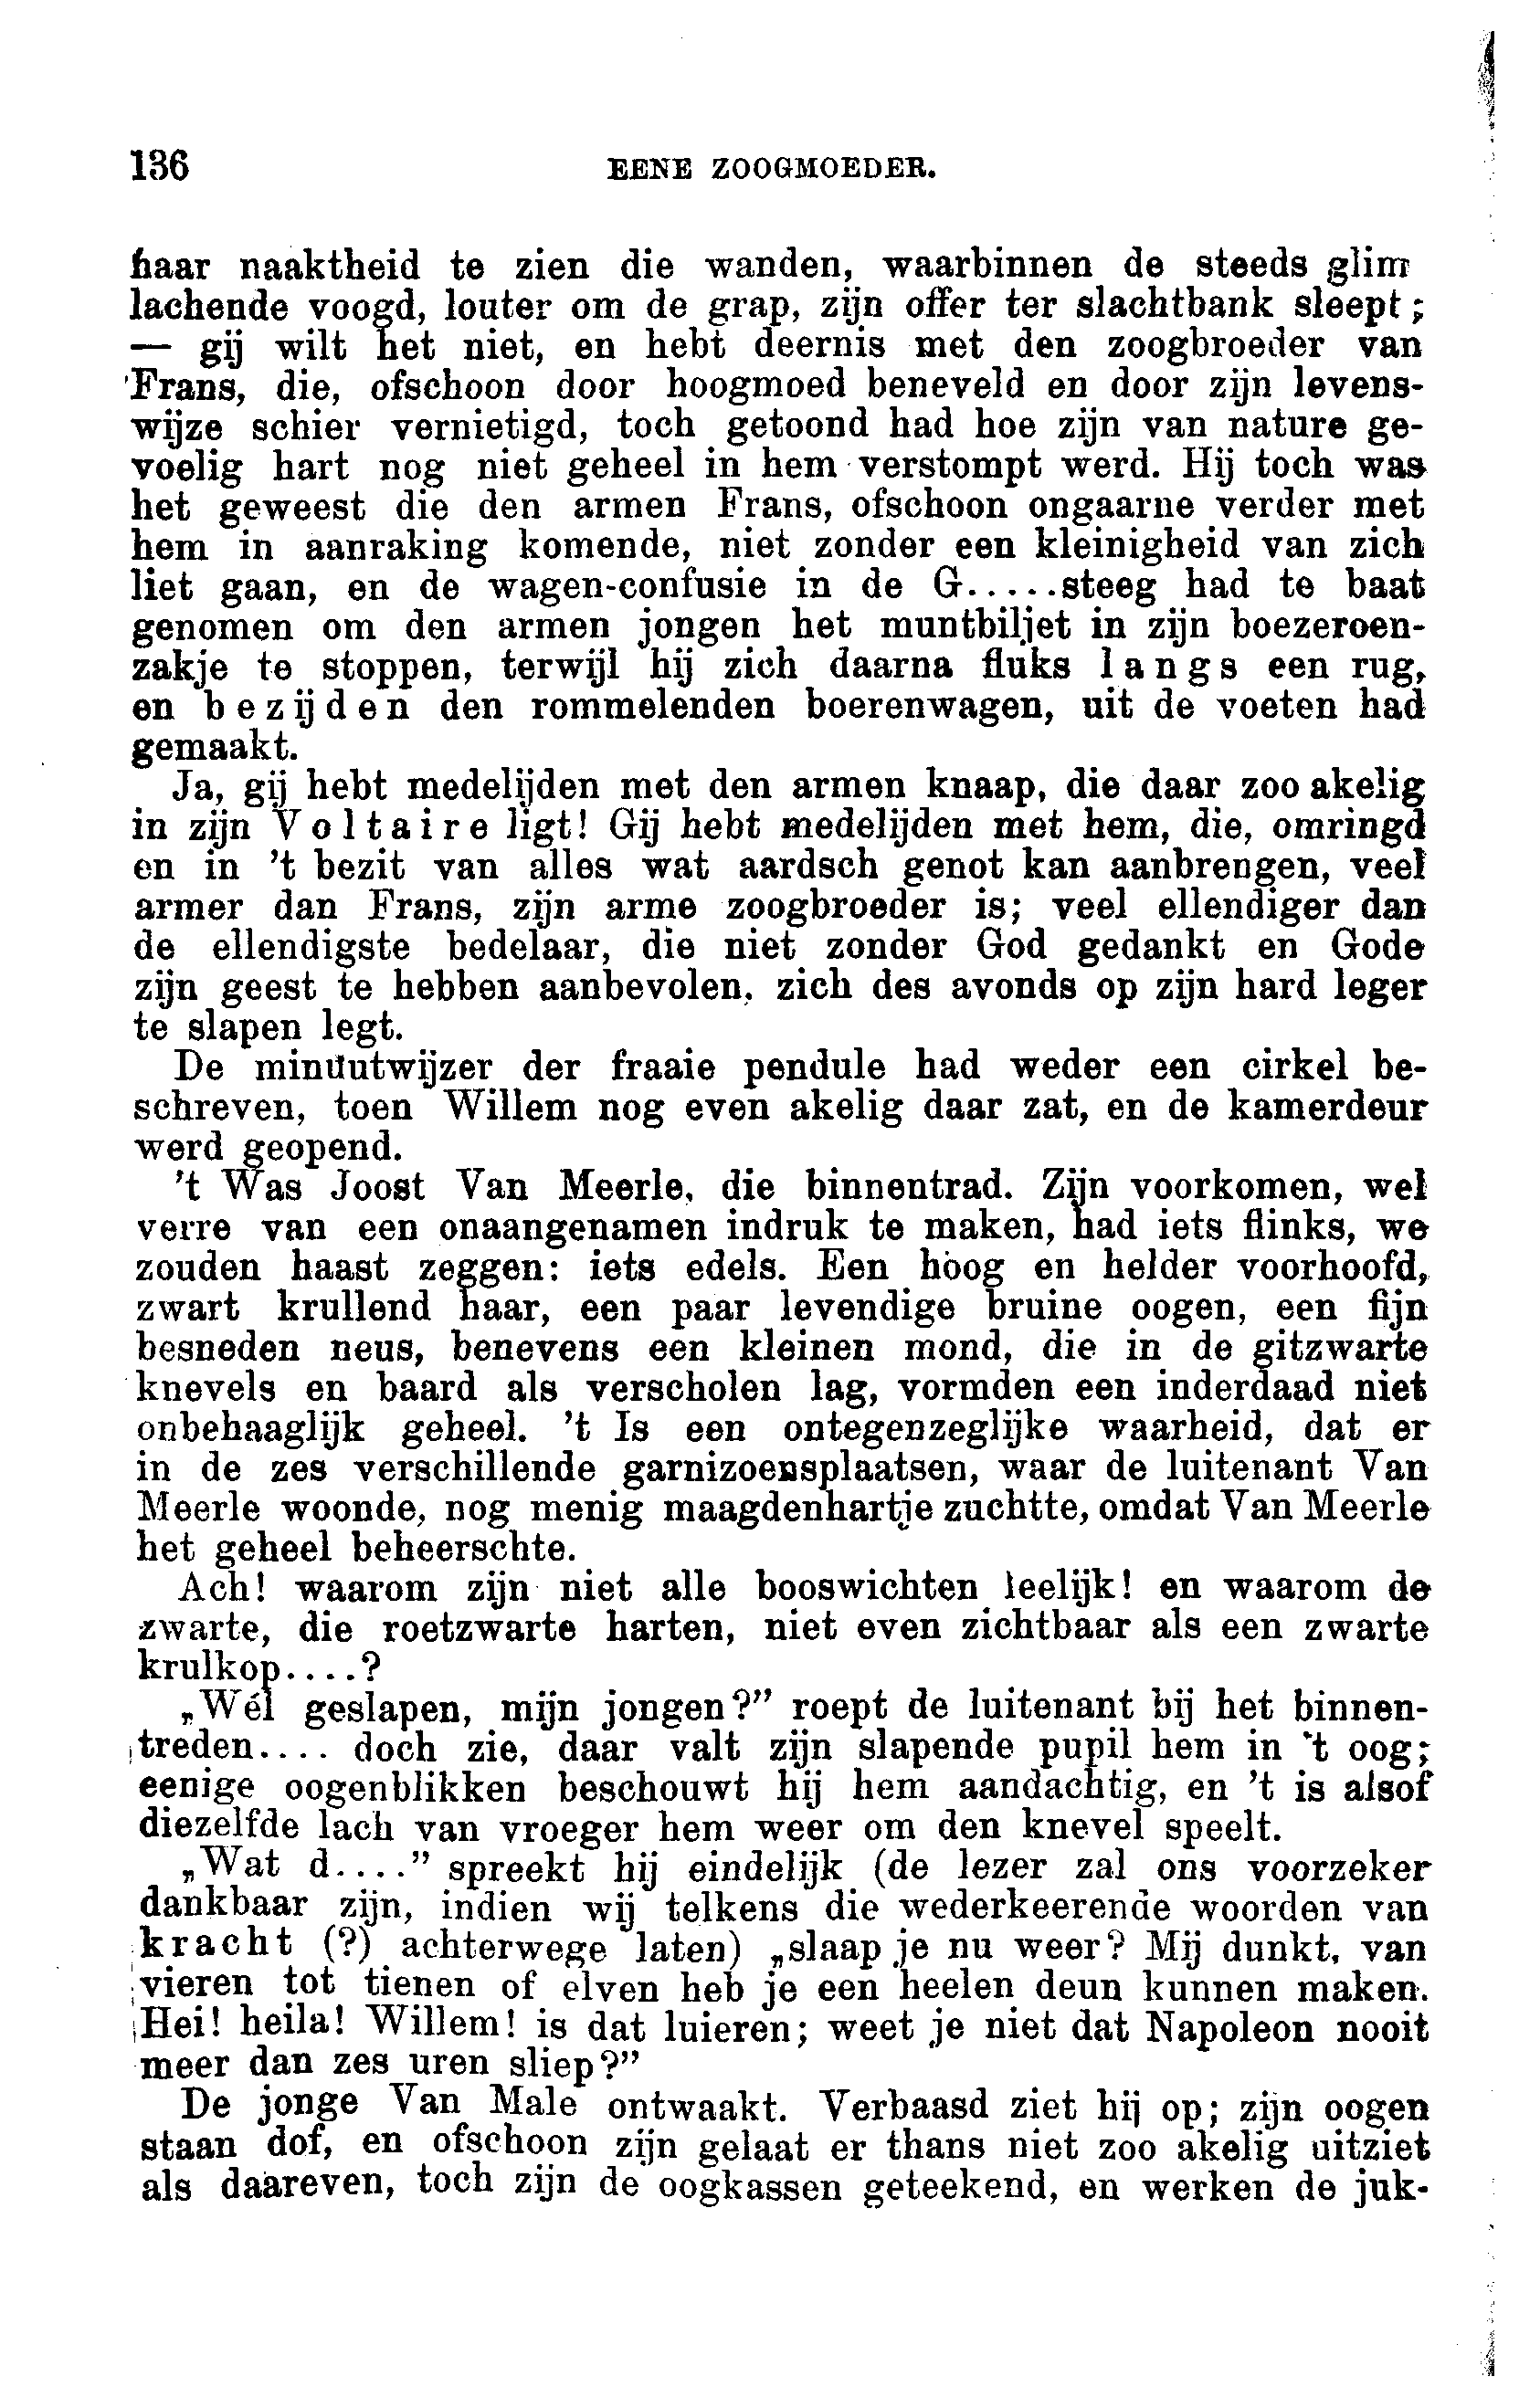 136
EENE ZOOGMOEDER.
haar naaktheid te zien die wanden, waarbinnen de steeds glim
lachende voogd, louter om de grap, zijn offer ter slachtbank sleept;
— gij wilt het niet, en hebt deernis met den zoogbroeder van
Frans, die, ofschoon door hoogmoed beneveld en door zijn levens-
wijze schier vernietigd, toch getoond had hoe zijn van nature ge-
voelig hart nog niet geheel in hem verstompt werd. Hij toch was
het geweest die den armen Frans, ofschoon ongaarne verder met
hem in aanraking komende, niet zonder een kleinigheid van zich
liet gaan, en de wagen-confusie in de G.....steeg had te baat
genomen om den armen jongen het muntbiljet in zijn boezeroen-
zakje te stoppen, terwijl hij zich daarna fluks langs een rug,
en bezijden den rommelenden boerenwagen, uit de voeten had
gemaakt.
Ja, gij hebt medelijden met den armen knaap, die daar zoo akelig
in zijn Voltaire ligt! Gij hebt medelijden met hem, die, omringd
en in 't bezit van alles wat aardsch genot kan aanbrengen, veel
armer dan Frans, zijn arme zoogbroeder is; veel ellendiger dan
de ellendigste bedelaar, die niet zonder God gedankt en Gode
zijn geest te hebben aanbevolen, zich des avonds op zijn hard leger
te slapen legt.
De minuutwijzer der fraaie pendule had weder een cirkel be-
schreven, toen Willem nog even akelig daar zat, en de kamerdeur
werd geopend.
't Was Joost Van Meerle, die binnentrad. Zijn voorkomen, wel
verre van een onaangenamen indruk te maken, had iets flinks, we
zouden haast zeggen: iets edels. Een hoog en helder voorhoofd,
zwart krullend haar, een paar levendige bruine oogen, een fijn
besneden neus, benevens een kleinen mond, die in de gitzwarte
knevels en baard als verscholen lag, vormden een inderdaad niet
onbehaaglijk geheel. 't Is een ontegenzeglijke waarheid, dat er
in de zes verschillende garnizoensplaatsen, waar de luitenant Van
Meerle woonde, nog menig maagdenhartje zuchtte, omdat Van Meerle
het geheel beheerschte.
Ach! waarom zijn niet alle booswichten leelijk! en waarom de
zwarte, die roetzwarte harten, niet even zichtbaar als een zwarte
krulkop....?
„Wél geslapen, mijn jongen?” roept de luitenant bij het binnen-
treden.... doch zie, daar valt zijn slapende pupil hem in 't oog;
eenige oogenblikken beschouwt hij hem aandachtig, en 't is alsof
diezelfde lach van vroeger hem weer om den knevel speelt.
„Wat d....” spreekt hij eindelijk (de lezer zal ons voorzeker
dankbaar zijn, indien wij telkens die wederkeerende woorden van
kracht (?) achterwege laten) „slaap je nu weer? Mij dunkt, van
vieren tot tienen of elven heb je een heelen deun kunnen maken.
Hei! heila! Willem! is dat luieren; weet je niet dat Napoleon nooit
meer dan zes uren sliep?”
De jonge Van Male ontwaakt. Verbaasd ziet hij op; zijn oogen
staan dof, en ofschoon zijn gelaat er thans niet zoo akelig uitziet
als daareven, toch zijn de oogkassen geteekend, en werken de juk-